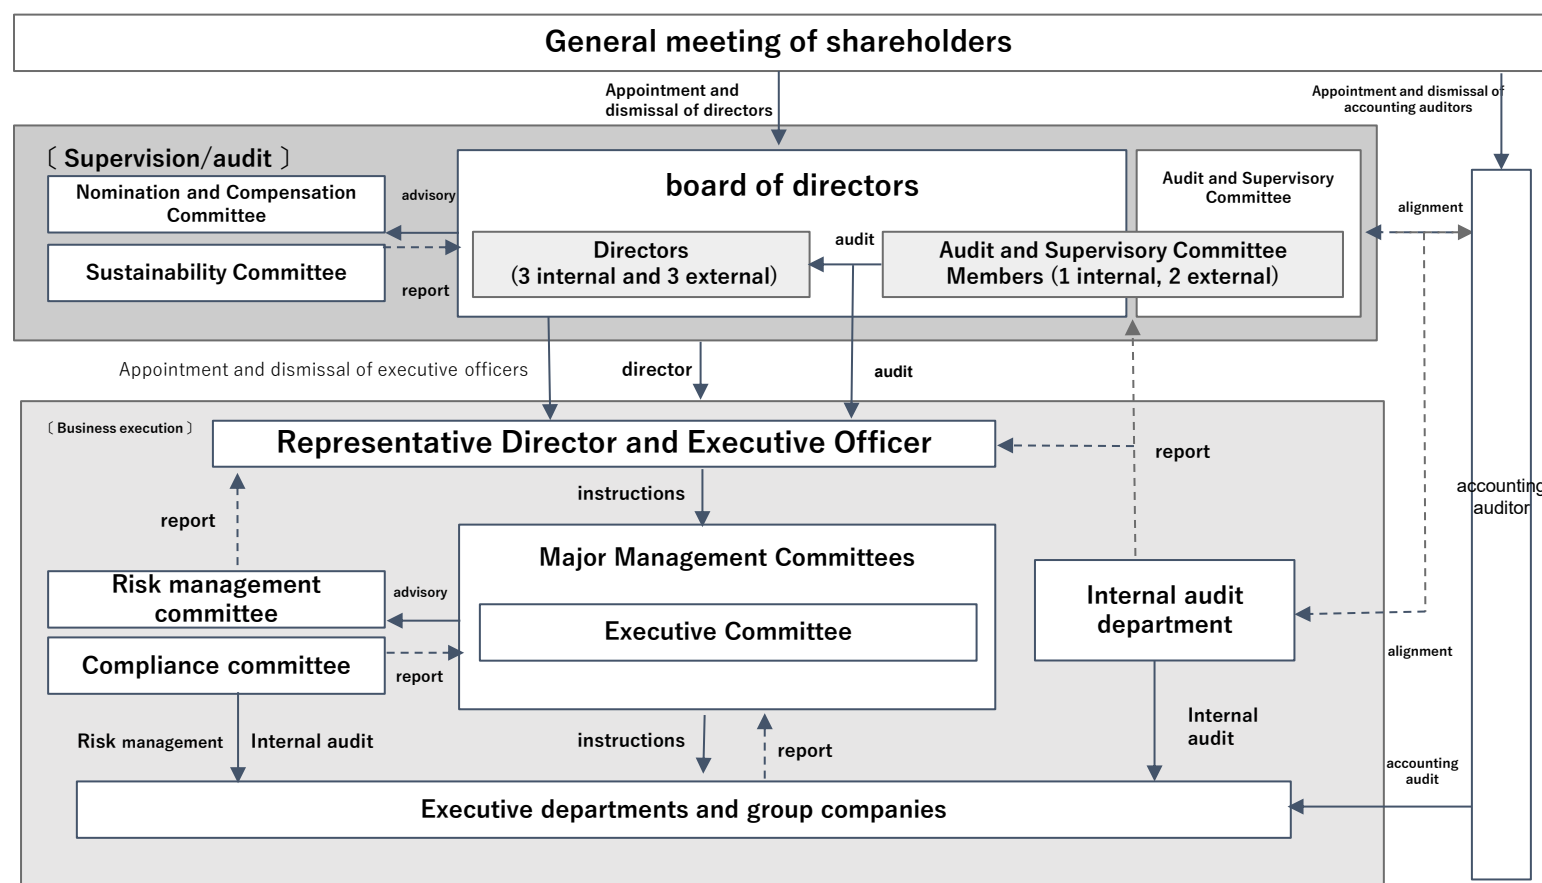 General meeting of shareholders
Appointment and
dismissal of directors
Appointment and dismissal of
accounting auditors
〔 Supervision/audit 〕
Nomination and Compensation
Committee
advisory
Sustainability Committee
report
board of directors
Directors
(3 internal and 3 external)
audit
Audit and Supervisory
Committee
Audit and Supervisory Committee
Members (1 internal, 2 external)
alignment
Appointment and dismissal of executive officers
director
audit
〔 Business execution 〕
Representative Director and Executive Officer
report
instructions
report
accounting
auditor
Major Management Committees
Executive Committee
Risk management
committee
advisory
Compliance committee
report
Internal audit
department
alignment
Risk management
Internal audit
instructions
report
Internal
audit
accounting
audit
Executive departments and group companies